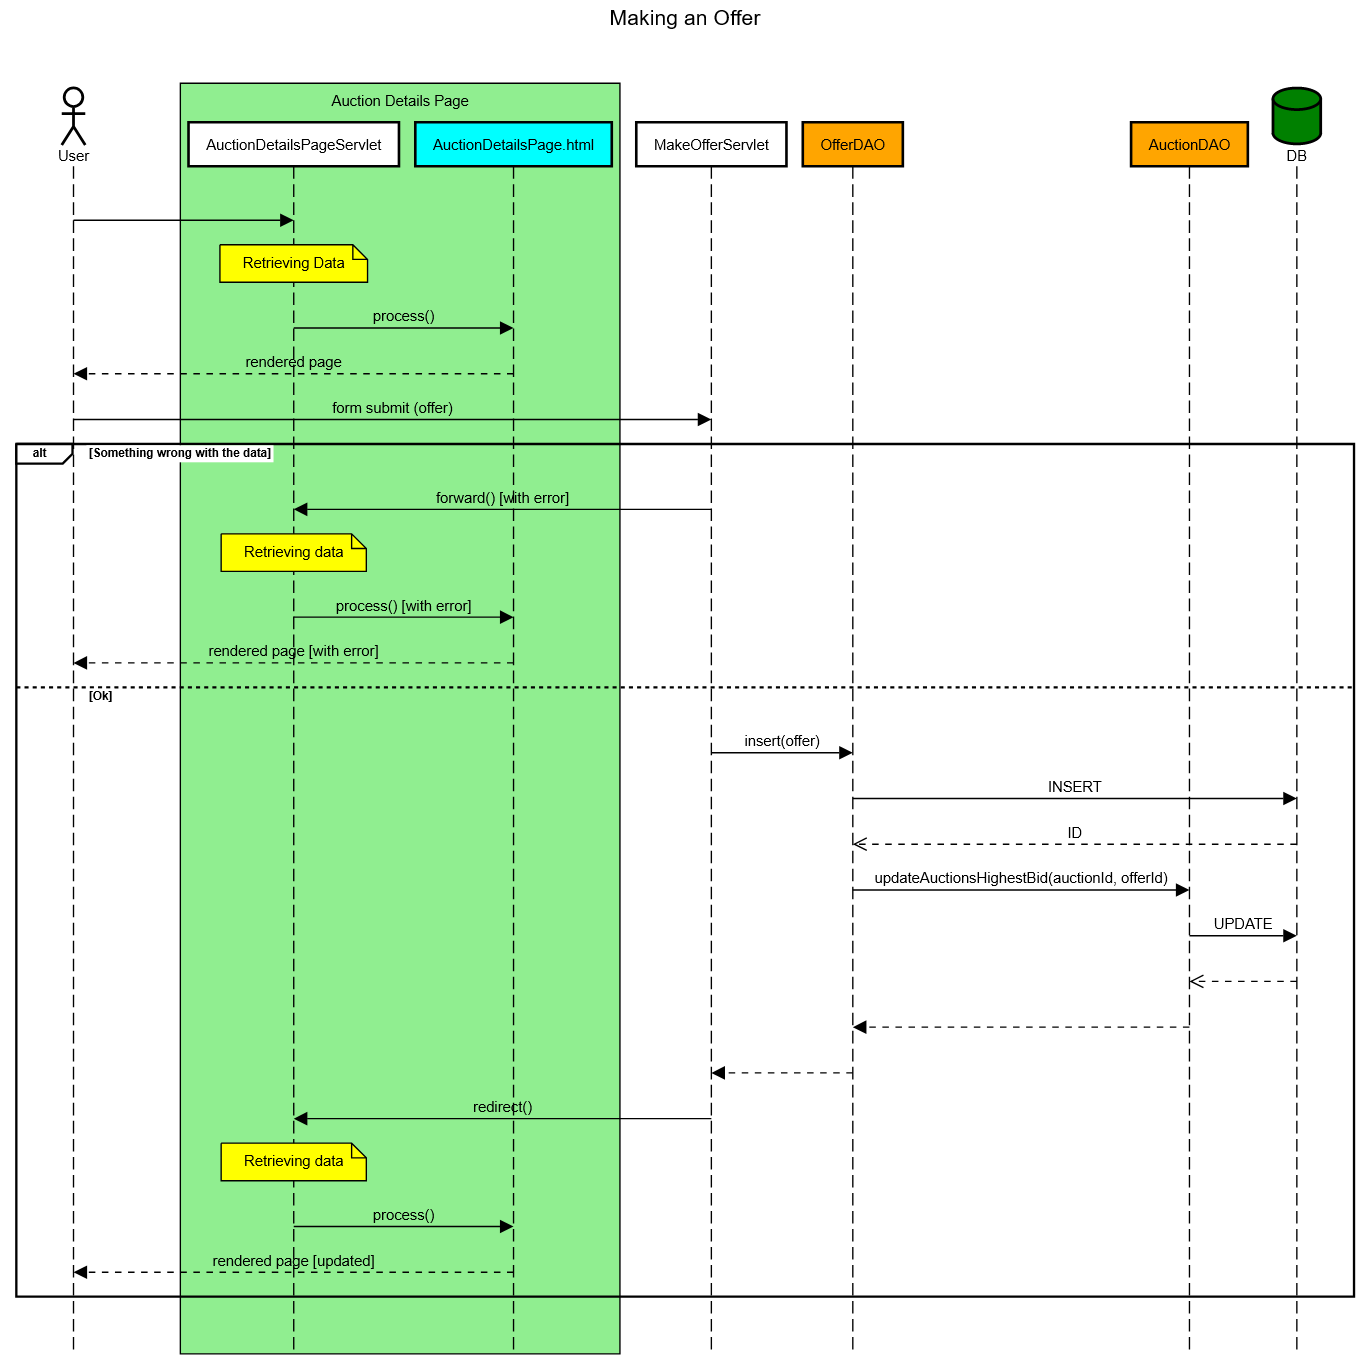 Making an Offer
Auction Details Page
User
AuctionDetailsPageServlet
AuctionDetailsPage.html
MakeOfferServlet
OfferDAO
AuctionDAO
DB
Retrieving Data
process()
rendered page
form submit (offer)
alt
[Something wrong with the data]
forward() [with error]
Retrieving data
process() [with error]
rendered page [with error]
[Ok]
insert(offer)
INSERT
ID
updateAuctionsHighestBid(auctionId, offerId)
UPDATE
redirect()
Retrieving data
process()
rendered page [updated]